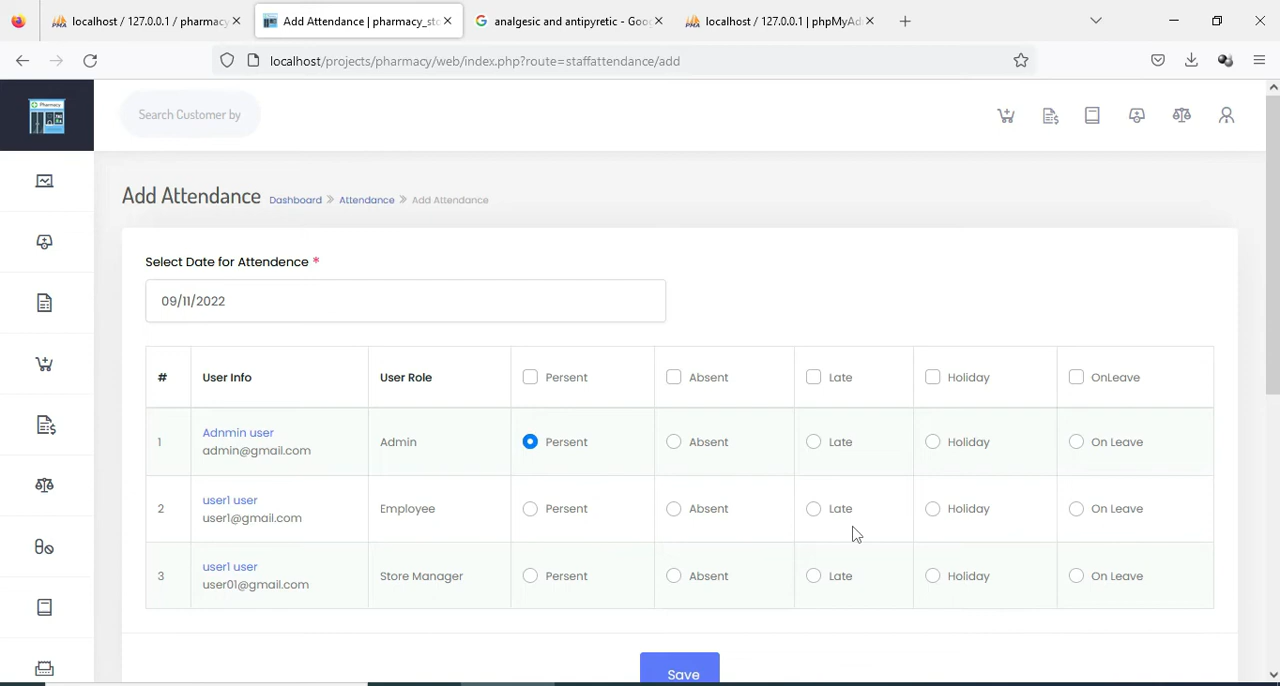 localhost / 127.0.0.1 / pharmacy
Add Attendance | pharmacy_sto
analgesic and antipyretic - Goo
localhost / 127.0.0.1 | phpMyAd
localhost/projects/pharmacy/web/index.php?route=staffattendance/add
Pharmacy
Search Customer by
Add Attendance Dashboard » Attendance » Add Attendance
Select Date for Attendence *
09/11/2022
# User Info User Role Persent Absent Late Holiday OnLeave
1 Adnmin user admin@gmail.com Admin Persent Absent Late Holiday On Leave
2 user1 user user1@gmail.com Employee Persent Absent Late Holiday On Leave
3 user1 user user01@gmail.com Store Manager Persent Absent Late Holiday On Leave
Save